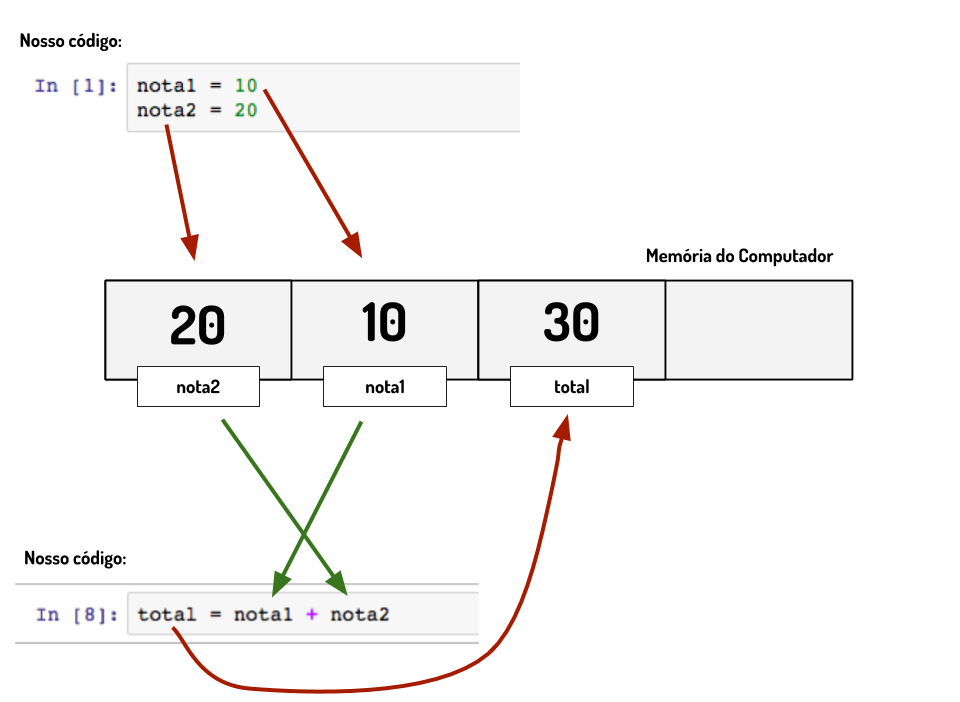 Nosso código:
In [1]: nota1 = 10
nota2 = 20
Memória do Computador
20 10 30
nota2 nota1 total
Nosso código:
In [8]: total = nota1 + nota2